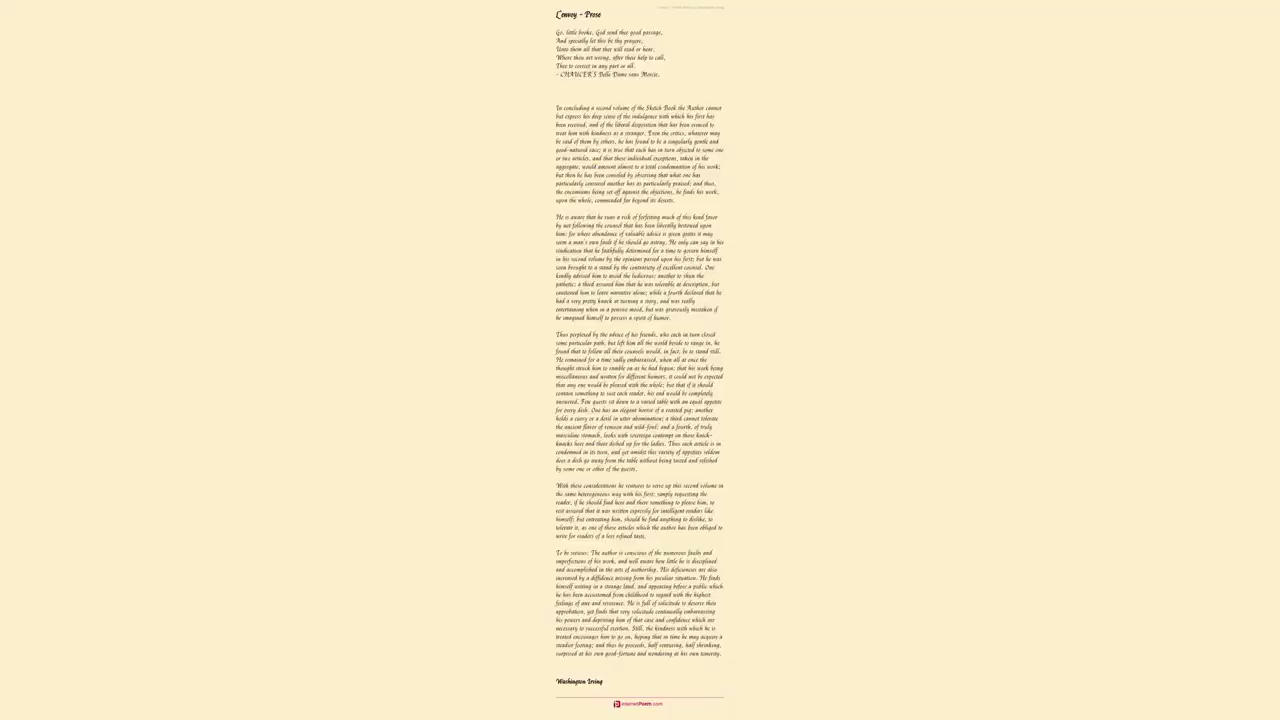 L'envoy - Prose
Go, little booke, God send thee good passage,
And specially let this be thy prayere,
Unto them all that thee will read or hear,
Where thou art wrong, after their help to call,
Thee to correct in any part or all.
- CHAUCER'S Belle Dame sans Mercie.
In concluding a second volume of the Sketch Book the Author cannot
but express his deep sense of the indulgence with which his first has
been received, and of the liberal disposition that has been evinced to
treat him with kindness as a stranger. Even the critics, whatever may
be said of them by others, he has found to be a singularly gentle and
good-natured race; it is true that each has in turn objected to some one
or two articles, and that these individual exceptions, taken in the
aggregate, would amount almost to a total condemnation of his work;
but then he has been consoled by observing that what one has
particularly censured another has as particularly praised; and thus,
the encomiums being set off against the objections, he finds his work,
upon the whole, commended far beyond its deserts.
He is aware that he runs a risk of forfeiting much of this kind favor
by not following the counsel that has been liberally bestowed upon
him; for where abundance of valuable advice is given gratis it may
seem a man's own fault if he should go astray. He only can say in his
vindication that he faithfully determined for a time to govern himself
in his second volume by the opinions passed upon his first; but he was
soon brought to a stand by the contrariety of excellent counsel. One
kindly advised him to avoid the ludicrous; another to shun the
pathetic; a third assured him that he was tolerable at description, but
cautioned him to leave narrative alone; while a fourth declared that he
had a very pretty knack at turning a story, and was really
entertaining when in a pensive mood, but was grievously mistaken if
he imagined himself to possess a spirit of humor.
Thus perplexed by the advice of his friends, who each in turn closed
some particular path, but left him all the world beside to range in, he
found that to follow all their counsels would, in fact, be to stand still.
He remained for a time sadly embarrassed, when all at once the
thought struck him to ramble on as he had begun; that his work being
miscellaneous and written for different humors, it could not be expected
that any one would be pleased with the whole; but that if it should
contain something to suit each reader, his end would be completely
answered. Few guests sit down to a varied table with an equal appetite
for every dish. One has an elegant horror of a roasted pig; another
holds a curry or a devil in utter abomination; a third cannot tolerate
the ancient flavor of venison and wild-fowl; and a fourth, of truly
masculine stomach, looks with sovereign contempt on those knick-
knacks here and there dished up for the ladies. Thus each article is in
condemned in its turn, and yet amidst this variety of appetites seldom
does a dish go away from the table without being tasted and relished
by some one or other of the guests.
With these considerations he ventures to serve up this second volume in
the same heterogeneous way with his first; simply requesting the
reader, if he should find here and there something to please him, to
rest assured that it was written expressly for intelligent readers like
himself; but entreating him, should he find anything to dislike, to
tolerate it, as one of those articles which the author has been obliged to
write for readers of a less refined taste.
To be serious: The author is conscious of the numerous faults and
imperfections of his work, and well aware how little he is disciplined
and accomplished in the arts of authorship. His deficiencies are also
increased by a diffidence arising from his peculiar situation. He finds
himself writing in a strange land, and appearing before a public which
he has been accustomed from childhood to regard with the highest
feelings of awe and reverence. He is full of solicitude to deserve their
approbation, yet finds that very solicitude continually embarrassing
his powers and depriving him of that ease and confidence which are
necessary to successful exertion. Still, the kindness with which he is
treated encourages him to go on, hoping that in time he may acquire a
steadier footing; and thus he proceeds, half venturing, half shrinking,
surprised at his own good-fortune and wondering at his own temerity.
Washington Irving
InternetPoem.com